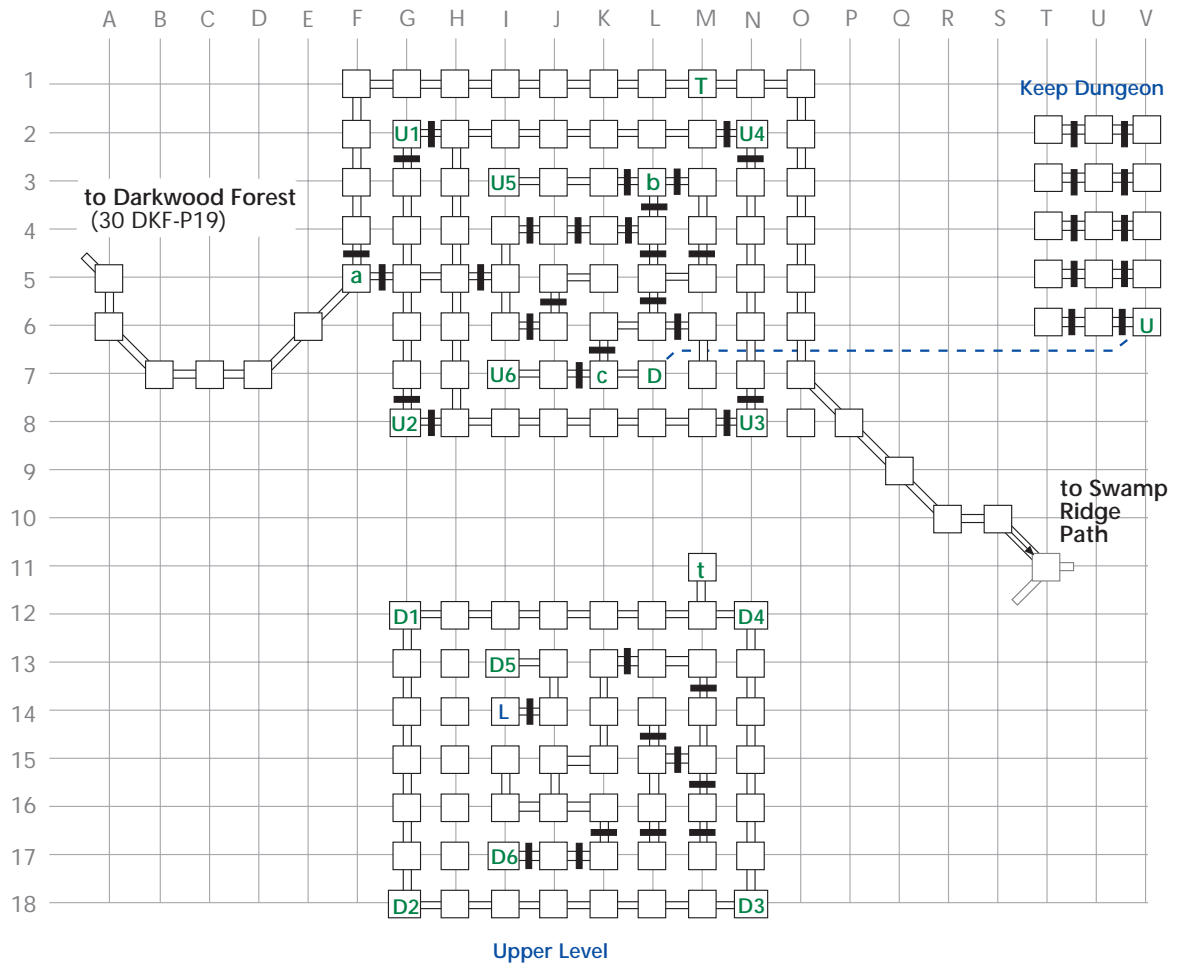 A B C D E F G H I J K L M N O P Q R S T U V
1 T
Keep Dungeon
2 U1 U4
3 U5 b
to Darkwood Forest
(30 DKF-P19)
4
5 a
6 U
7 U6 c D
8 U2 U3
9
to Swamp
Ridge
Path
10
11 t
12 D1 D4
13 D5
14 L
15
16
17 D6
18 D2 D3
Upper Level